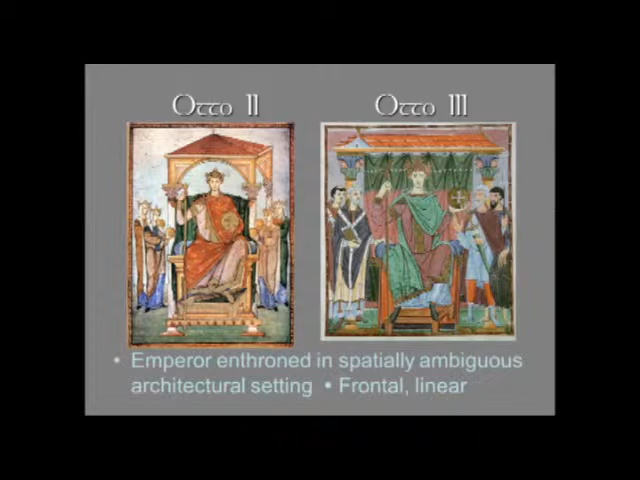 Otto II
Otto III
• Emperor enthroned in spatially ambiguous
architectural setting • Frontal, linear